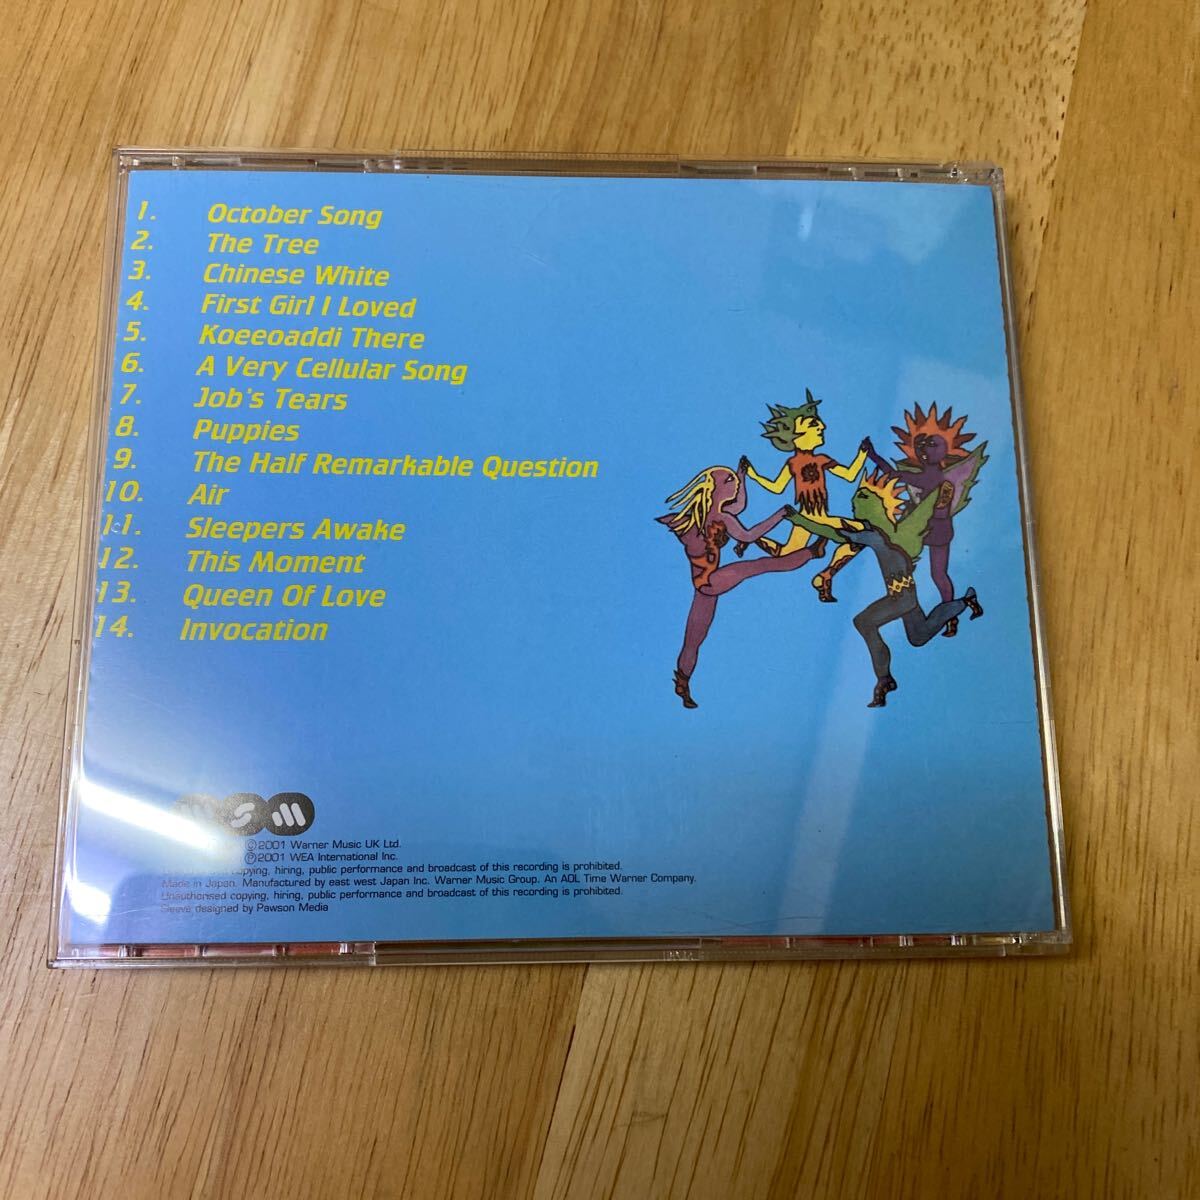 1. October Song
2. The Tree
3. Chinese White
4. First Girl I Loved
5. Koeeoaddi There
6. A Very Cellular Song
7. Job's Tears
8. Puppies
9. The Half Remarkable Question
10. Air
11. Sleepers Awake
12. This Moment
13. Queen Of Love
14. Invocation
wsm
©2001 Warner Music UK Ltd.
℗2001 WEA International Inc.
copying, hiring, public performance and broadcast of this recording is prohibited.
Made in Japan. Manufactured by east west Japan Inc. Warner Music Group. An AOL Time Warner Company.
Unauthorised copying, hiring, public performance and broadcast of this recording is prohibited.
Sleeve designed by Pawson Media